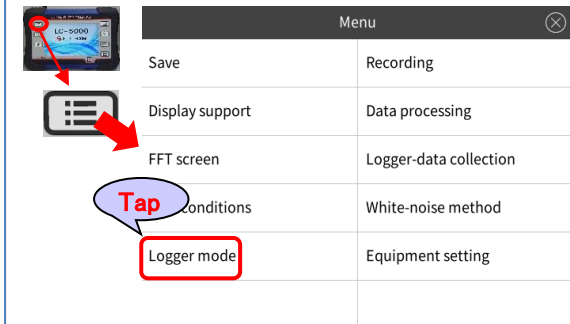 LC-5000
Menu
Save
Recording
Display support
Data processing
FFT screen
Logger-data collection
Tap
conditions
White-noise method
Logger mode
Equipment setting